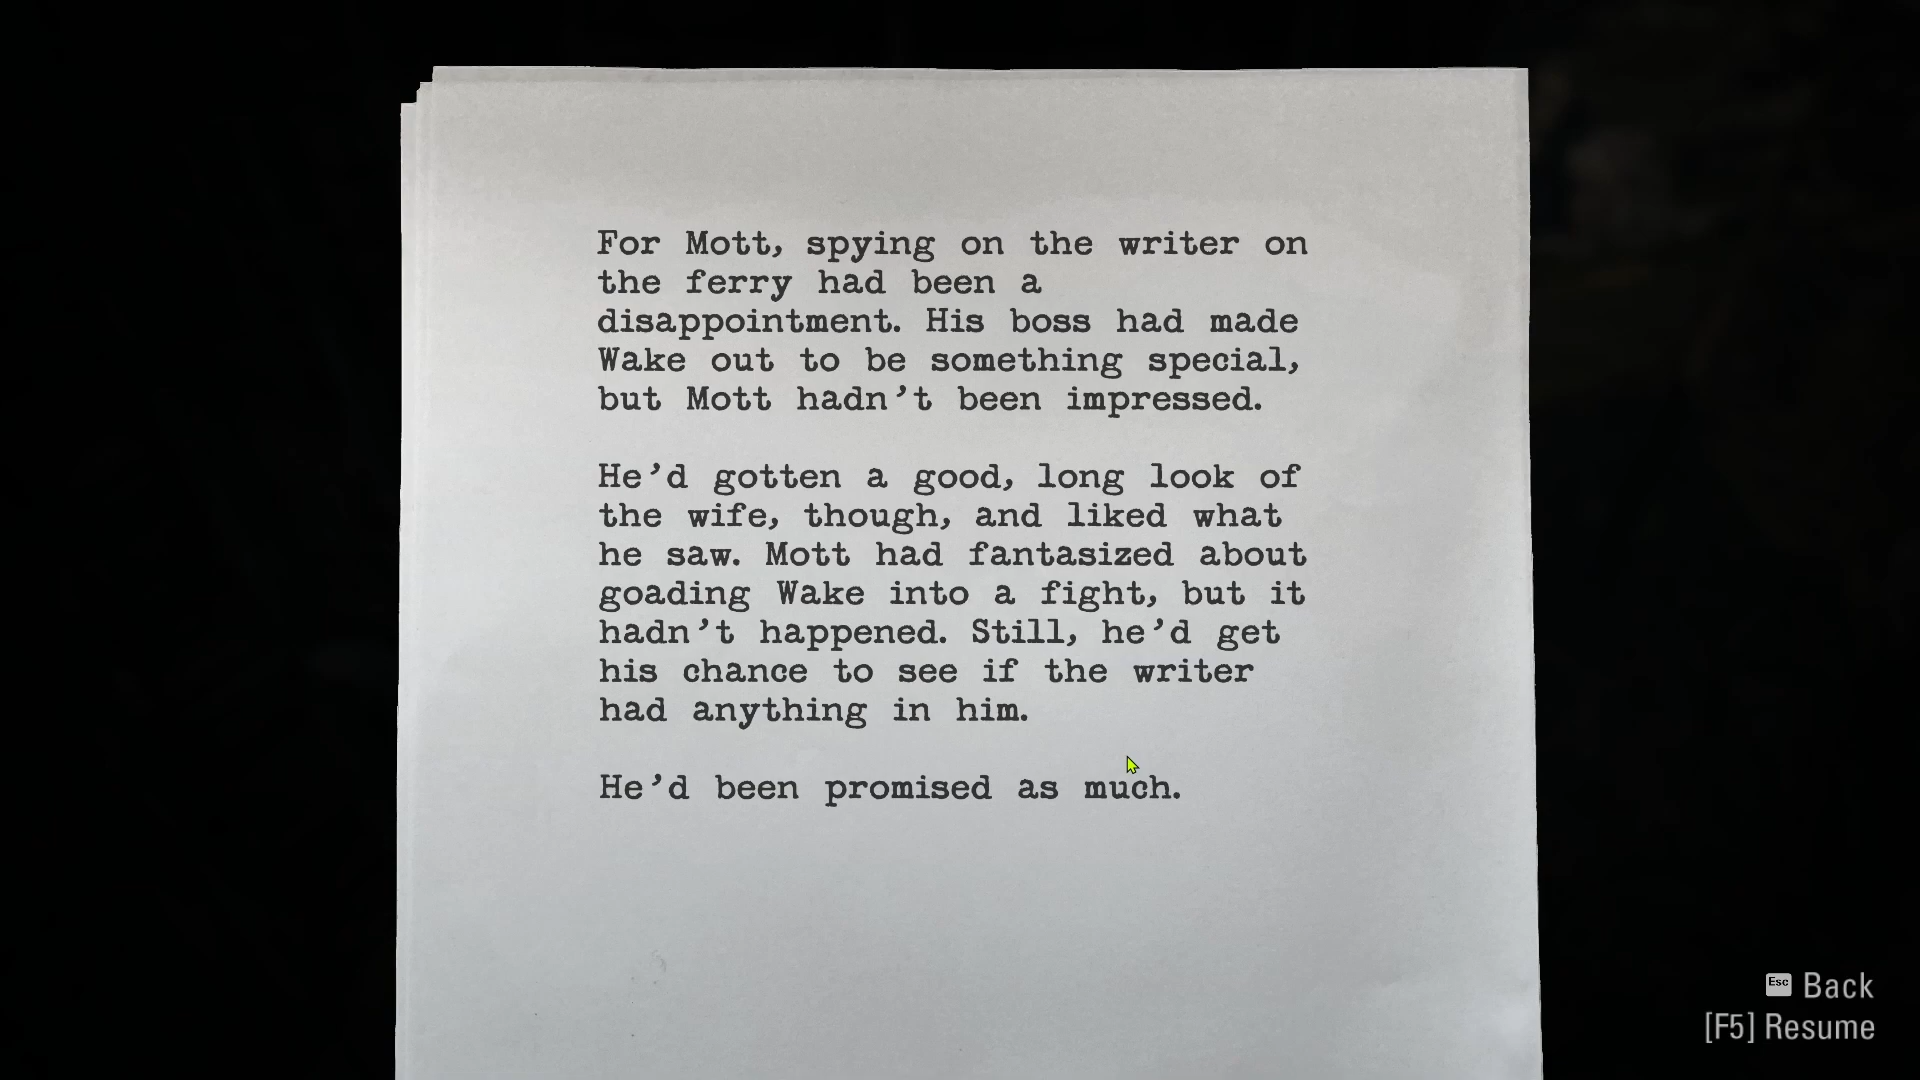 For Mott, spying on the writer on
the ferry had been a
disappointment. His boss had made
Wake out to be something special,
but Mott hadn’t been impressed.
He’d gotten a good, long look of
the wife, though, and liked what
he saw. Mott had fantasized about
goading Wake into a fight, but it
hadn’t happened. Still, he’d get
his chance to see if the writer
had anything in him.
He’d been promised as much.
Esc Back
[F5] Resume